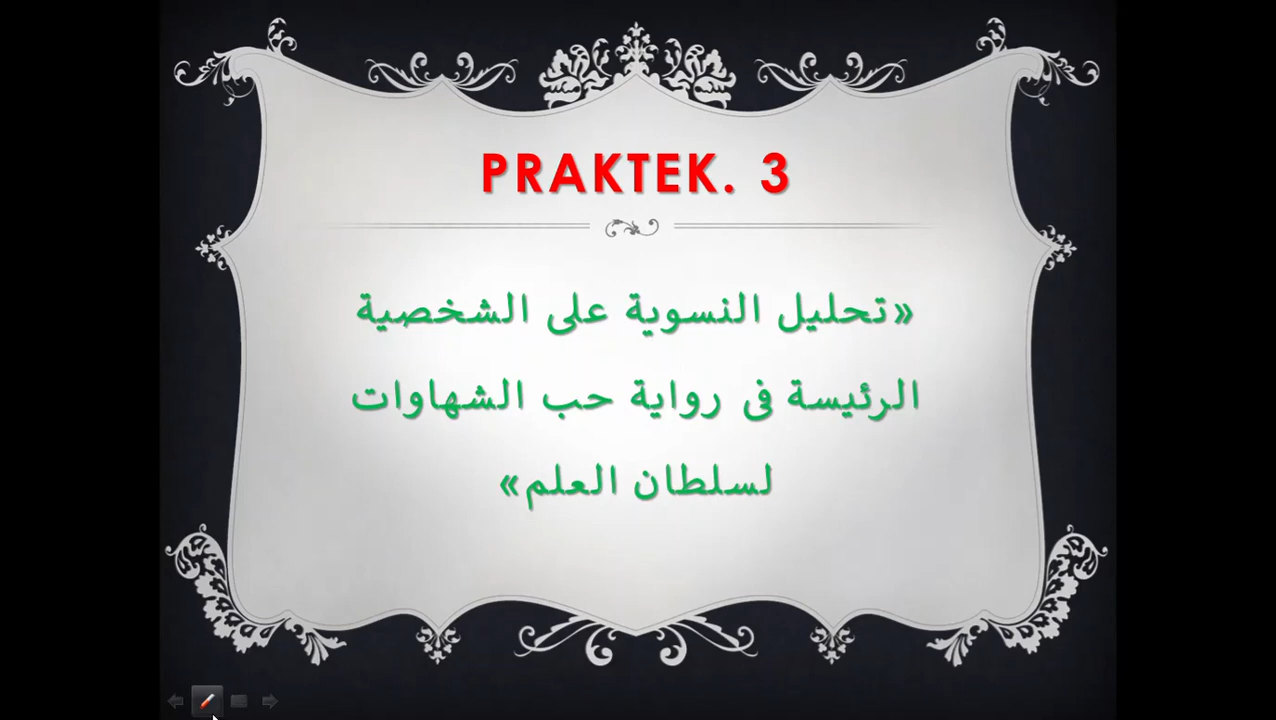 PRAKTEK. 3
«تحليل النسوية على الشخصية
الرئيسة فى رواية حب الشهاوات
لسلطان العلم»